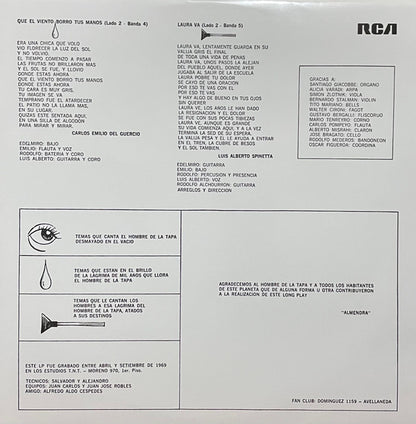 QUE EL VIENTO BORRO TUS MANOS (Lado 2 - Banda 4)
ERA UNA CHICA QUE VOLO
VIO FLORECER LA LUZ DEL SOL
Y NO VOLVIO.
EL TIEMPO COMENZO A PASAR
LAS FRUTAS NO BRILLARON MAS
Y EL SOL SE FUE, Y LLOVIO
DONDE ESTAS AHORA
QUE EL VIENTO BORRO TUS MANOS
DONDE ESTAS AHORA
TU CARA ES MUY GRIS,
TU IMAGEN SE VA
TEMPRANO FUE EL ATARDECER
EL PATIO NO LA LLAMA MAS,
EN SU LUGAR.
QUIZAS ESTE SENTADA AQUI,
EN UNA SILLA DE ALGODON
PARA MIRAR Y MIRAR.
CARLOS EMILIO DEL GUERCIO
EDELMIRO: BAJO
EMILIO: FLAUTA Y VOZ
RODOLFO: BATERIA Y CORO
LUIS ALBERTO: GUITARRA Y CORO
LAURA VA (Lado 2 - Banda 5)
LAURA VA, LENTAMENTE GUARDA EN SU
VALIJA GRIS EL FINAL
DE TODA UNA VIDA DE PENAS
LAURA VA, UNOS PASOS LA ALEJAN
DEL PUEBLO AQUEL, DONDE AYER
JUGABA AL SALIR DE LA ESCUELA
LAURA POBRE TU DOLOR
SE CAYO DE UNA ORACION
POR ESO TE VAS CON EL
POR ESO TE VAS
Y HAY ALGO DE BUENO EN TUS OJOS
SIN QUERER
LAURA VE, LOS AÑOS LE HAN DADO
LA RESIGNACION Y EL DOLOR
SE FUE CON SUS POCAS TIBIEZAS
LAURA VE, AUNQUE ES GRANDE
SU VIDA COMIENZA AQUI, Y A LA VEZ
TERMINA LA SED DE SU ESPERA.
LA VALIJA PESA Y EL LE AYUDA A ENTRAR
EN EL TREN, LA CUBRE DE BESOS
Y EL SOL TAMBIEN.
LUIS ALBERTO SPINETTA
EDELMIRO: GUITARRA
EMILIO: BAJO
RODOLFO: PERCUSION Y PRESENCIA
LUIS ALBERTO: VOZ
RODOLFO ALCHOURRON: GUITARRA
ARREGLOS Y DIRECCION
RCA
GRACIAS A:
SANTIAGO GIACOBBE: ORGANO
ALICIA VARADI: ARPA
SIMON ZLOTNIK: VIOLA
BERNARDO STALMAN: VIOLIN
TITO MARIANO: BELLS
WALTER CIRONI: FAGOT
GUSTAVO BERGALLI: FLISCORUD
MARIO TENREYRO: CORNO
CARLOS POMPEYO: FLAUTA
ALBERTO MISRAHI: CLARON
JOSE BRAGATO: CELLO
RODOLFO MEDEROS: BANDONEON
OSCAR FIGUEROA: COORDINA
TEMAS QUE CANTA EL HOMBRE DE LA TAPA
DESMAYADO EN EL VACIO
TEMAS QUE ESTAN EN EL BRILLO
DE LA LAGRIMA DE MIL AÑOS QUE LLORA
EL HOMBRE DE LA TAPA
TEMAS QUE LE CANTAN LOS
HOMBRES A ESA LAGRIMA DEL
HOMBRE DE LA TAPA, ATADOS
A SUS DESTINOS
ESTE LP FUE GRABADO ENTRE ABRIL Y SETIEMBRE DE 1969
EN LOS ESTUDIOS T.N.T. - MORENO 970, 1er. Piso.
TECNICOS: SALVADOR Y ALEJANDRO
EQUIPOS: JUAN CARLOS Y JUAN JOSE ROBLES
AMIGO: ALFREDO ALDO CESPEDES
AGRADECEMOS AL HOMBRE DE LA TAPA Y A TODOS LOS HABITANTES
DE ESTE PLANETA QUE DE ALGUNA FORMA U OTRA CONTRIBUYERON
A LA REALIZACION DE ESTE LONG PLAY
"ALMENDRA"
FAN CLUB: DOMINGUEZ 1159 - AVELLANEDA